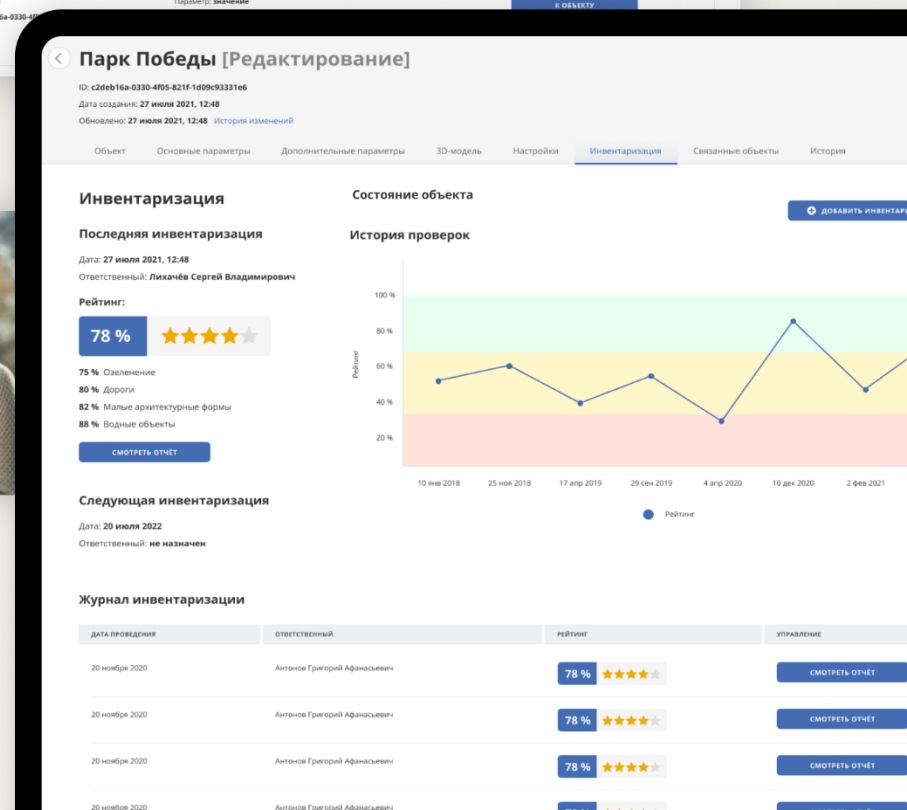 Параметр: значение
К ОБЪЕКТУ
Парк Победы [Редактирование]
ID: c2deb16a-0330-4f05-821f-1d09c93331e6
Дата создания: 27 июля 2021, 12:48
Обновлено: 27 июля 2021, 12:48 История изменений
Объект Основные параметры Дополнительные параметры 3D-модель Настройки Инвентаризация Связанные объекты История
Инвентаризация
Последняя инвентаризация
Дата: 27 июля 2021, 12:48
Ответственный: Лихачёв Сергей Владимирович
Рейтинг:
78 %
75 % Озеленение
80 % Дороги
82 % Малые архитектурные формы
88 % Водные объекты
СМОТРЕТЬ ОТЧЁТ
Следующая инвентаризация
Дата: 20 июля 2022
Ответственный: не назначен
Состояние объекта
ДОБАВИТЬ ИНВЕНТАРИ
История проверок
Рейтинг
100 %
80 %
60 %
40 %
20 %
10 янв 2018 25 ноя 2018 17 апр 2019 29 сен 2019 4 апр 2020 10 дек 2020 2 фев 2021
Рейтинг
Журнал инвентаризации
ДАТА ПРОВЕДЕНИЯ ОТВЕТСТВЕННЫЙ РЕЙТИНГ УПРАВЛЕНИЕ
20 ноября 2020 Антонов Григорий Афанасьевич 78 % СМОТРЕТЬ ОТЧЁТ
20 ноября 2020 Антонов Григорий Афанасьевич 78 % СМОТРЕТЬ ОТЧЁТ
20 ноября 2020 Антонов Григорий Афанасьевич 78 % СМОТРЕТЬ ОТЧЁТ
20 ноября 2020 Антонов Григорий Афанасьевич